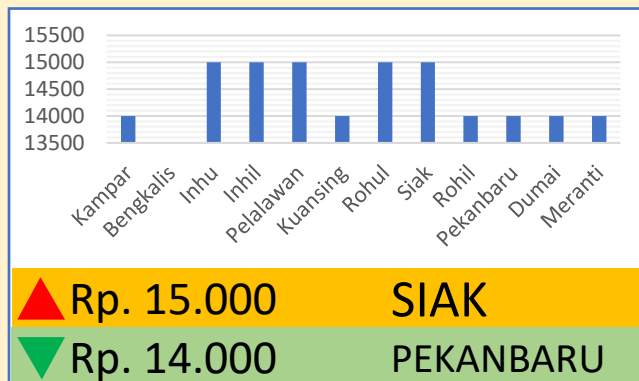 15500
15000
14500
14000
13500
Kampar
Bengkalis
Inhu
Inhil
Pelalawan
Kuansing
Rohul
Siak
Rohil
Pekanbaru
Dumai
Meranti
Rp. 15.000 SIAK
Rp. 14.000 PEKANBARU